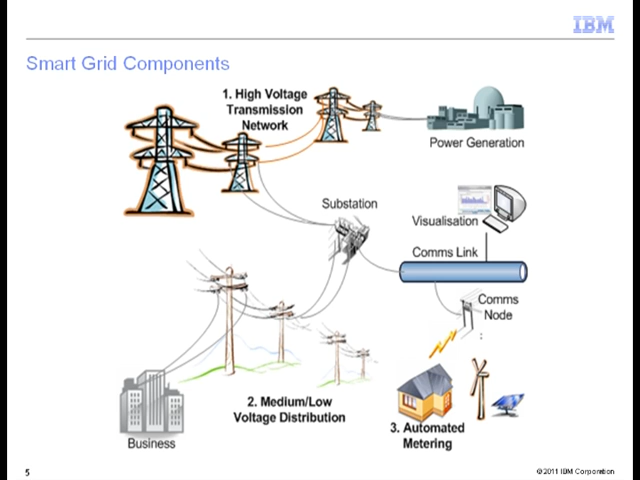 IBM
Smart Grid Components
1. High Voltage
Transmission
Network
Power Generation
Substation
Visualisation
Comms Link
Comms
Node
:
2. Medium/Low
Voltage Distribution
3. Automated
Metering
Business
5
© 2011 IBM Corporation